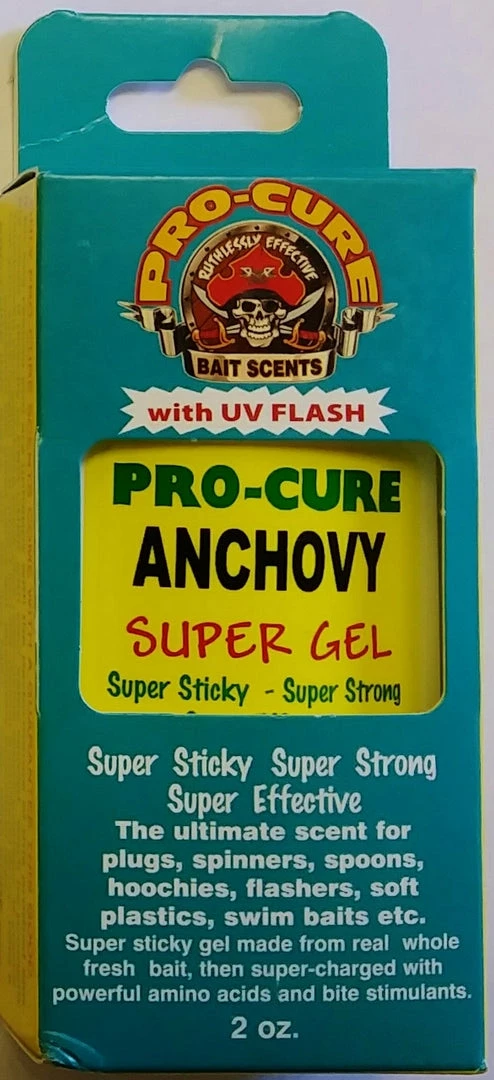 PRO-CURE
RUTHLESSLY EFFECTIVE
BAIT SCENTS
with UV FLASH
PRO-CURE
ANCHOVY
SUPER GEL
Super Sticky - Super Strong
Super Sticky Super Strong
Super Effective
The ultimate scent for
plugs, spinners, spoons,
hoochies, flashers, soft
plastics, swim baits etc.
Super sticky gel made from real whole
fresh bait, then super-charged with
powerful amino acids and bite stimulants.
2 oz.